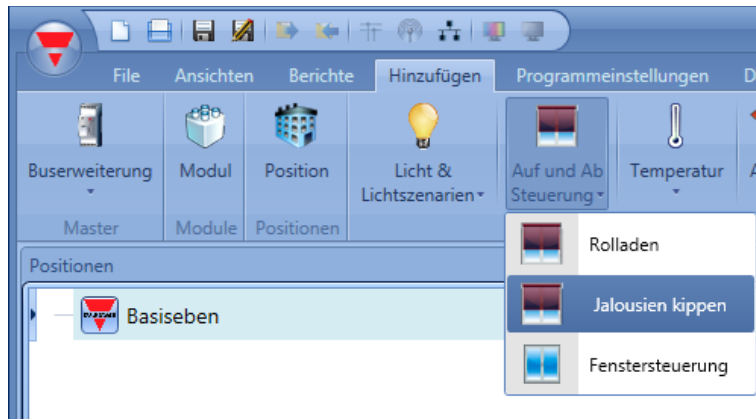 File Ansichten Berichte Hinzufügen Programmeinstellungen D
Buserweiterung Modul Position Licht & Lichtszenarien Auf und Ab Steuerung Temperatur A
Master Module Positionen
Rolladen
Jalousien kippen
Fenstersteuerung
Positionen
Basiseben